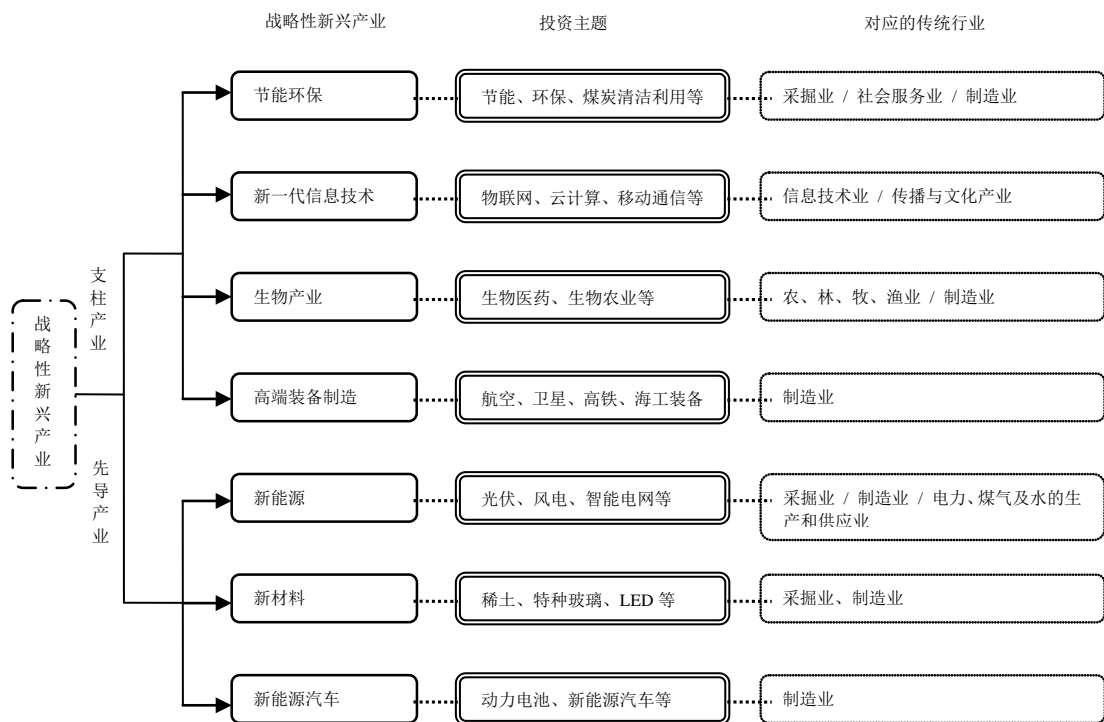 战略性新兴产业
投资主题
对应的传统行业
战略性新兴产业
支柱产业
先导产业
节能环保
节能、环保、煤炭清洁利用等
采掘业 / 社会服务业 / 制造业
新一代信息技术
物联网、云计算、移动通信等
信息技术业 / 传播与文化产业
生物产业
生物医药、生物农业等
农、林、牧、渔业 / 制造业
高端装备制造
航空、卫星、高铁、海工装备
制造业
新能源
光伏、风电、智能电网等
采掘业 / 制造业 / 电力、煤气及水的生
产和供应业
新材料
稀土、特种玻璃、LED 等
采掘业、制造业
新能源汽车
动力电池、新能源汽车等
制造业